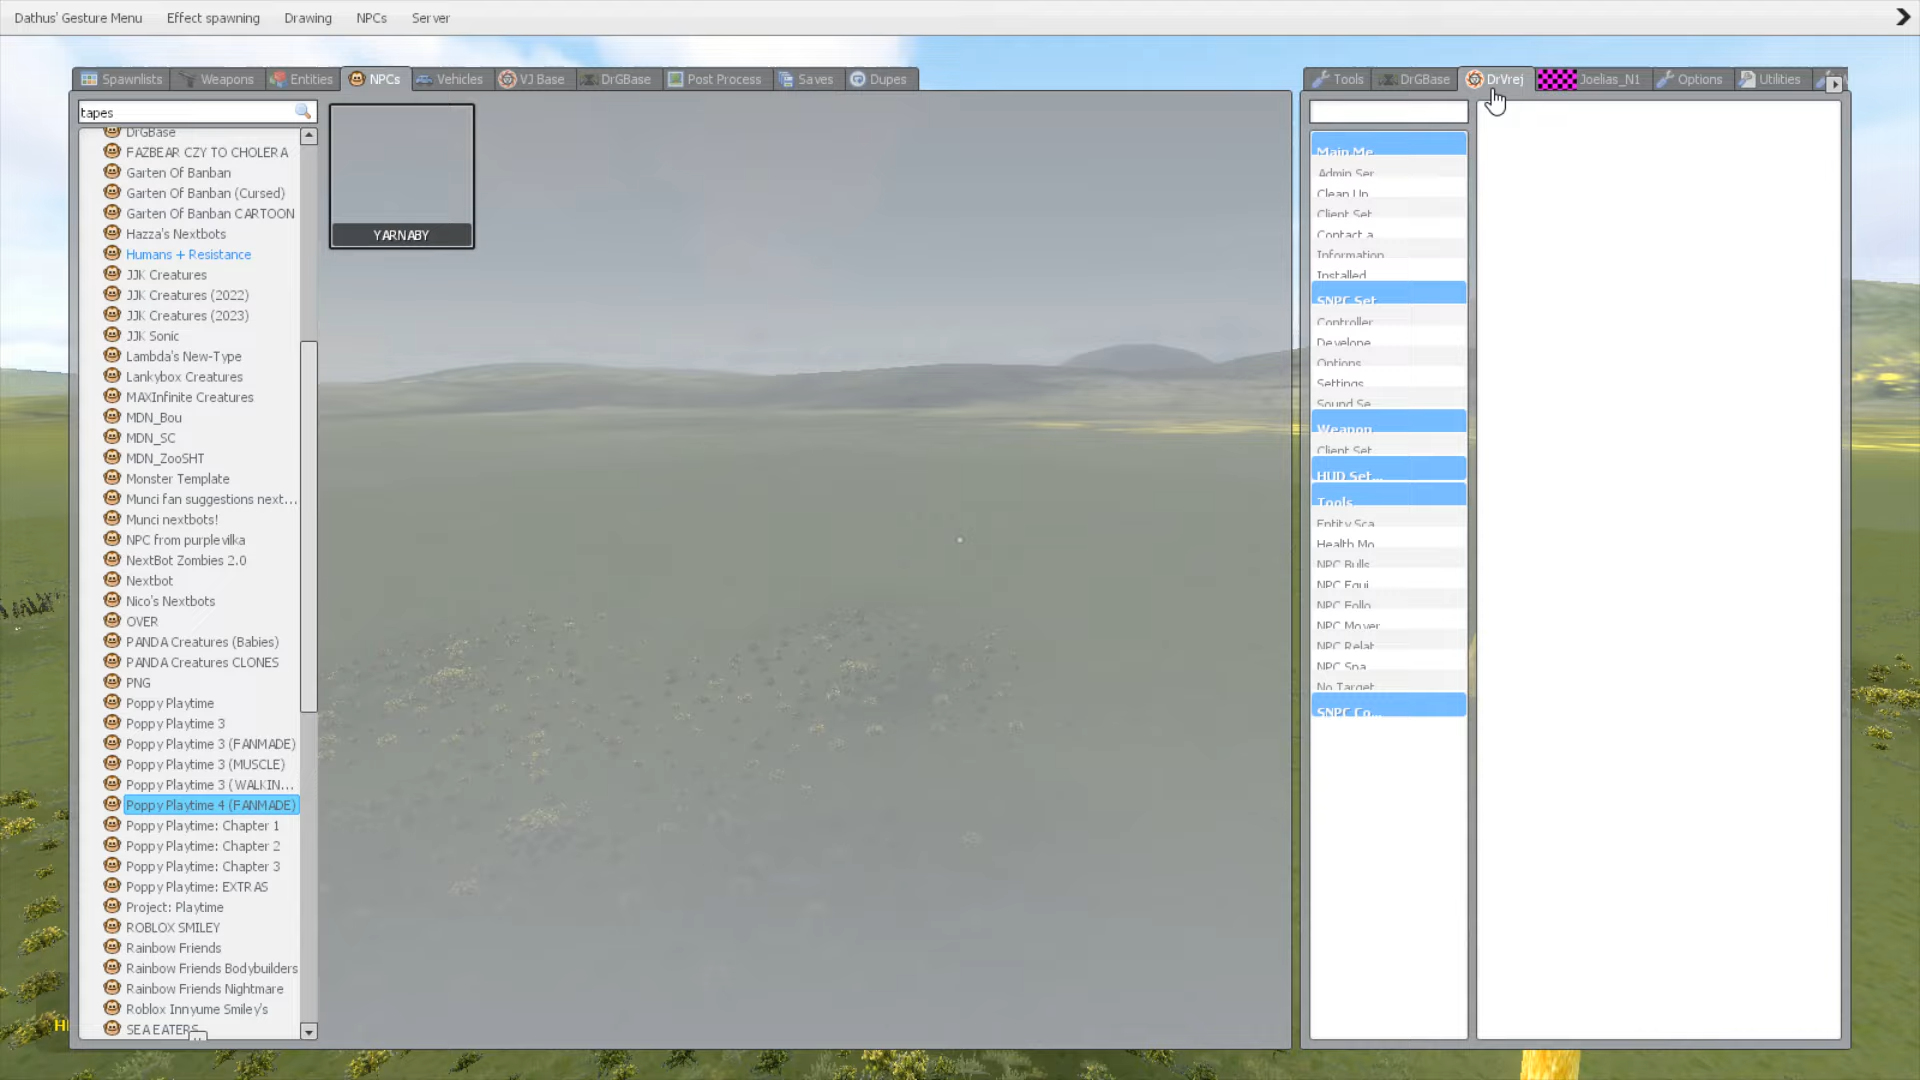 Dathus' Gesture Menu Effect spawning Drawing NPCs Server
Spawnlists Weapons Entities NPCs Vehicles VJ Base DrGBase Post Process Saves Dupes
tapes
DrGBase
FAZBEAR CZY TO CHOLERA
Garten Of Banban
Garten Of Banban (Cursed)
Garten Of Banban CARTOON
Hazza's Nextbots
Humans + Resistance
JJK Creatures
JJK Creatures (2022)
JJK Creatures (2023)
JJK Sonic
Lambda's New-Type
Lankybox Creatures
MAXInfinite Creatures
MDN_Bou
MDN_SC
MDN_ZooSHT
Monster Template
Munci fan suggestions next...
Munci nextbots!
NPC from purplevilka
NextBot Zombies 2.0
Nextbot
Nico's Nextbots
OVER
PANDA Creatures (Babies)
PANDA Creatures CLONES
PNG
Poppy Playtime
Poppy Playtime 3
Poppy Playtime 3 (FANMADE)
Poppy Playtime 3 (MUSCLE)
Poppy Playtime 3 (WALKIN...
Poppy Playtime 4 (FANMADE)
Poppy Playtime: Chapter 1
Poppy Playtime: Chapter 2
Poppy Playtime: Chapter 3
Poppy Playtime: EXTRAS
Project: Playtime
ROBLOX SMILEY
Rainbow Friends
Rainbow Friends Bodybuilders
Rainbow Friends Nightmare
Roblox Innyume Smiley's
SEA EATERS
YARNABY
Tools DrGBase DrVrej Joelias_N1 Options Utilities
Main Me...
Admin Ser...
Clean Up...
Client Set...
Contact a...
Information
Installed...
SNPC Set...
Controller...
Develope...
Options
Settings
Sound Se...
Weapon...
Client Set...
HUD Set...
Tools
Entity Sca...
Health Mo...
NPC Bulls...
NPC Equi...
NPC Follo...
NPC Mover
NPC Relat...
NPC Spa...
No Target
SNPC Co...